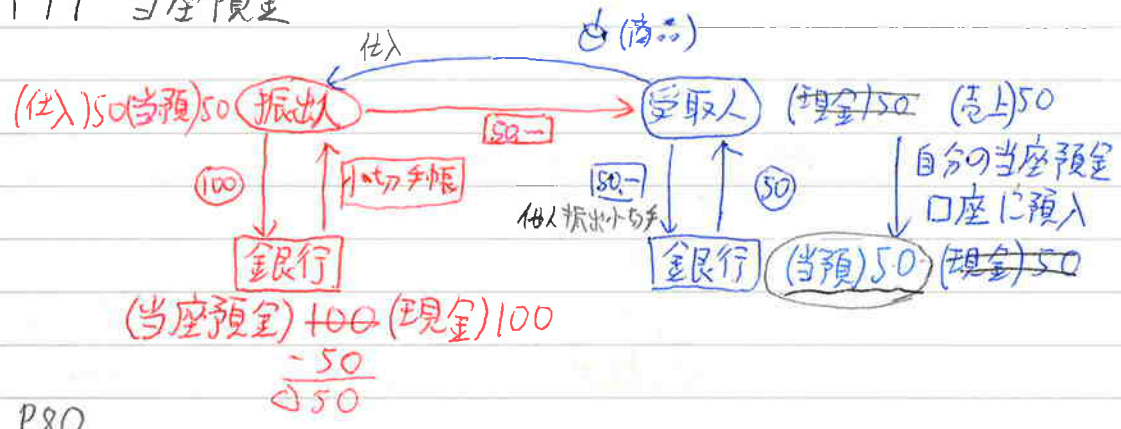 当座預金
仕入
(商品)
(仕入)50(当預)50 振出人
50.—
受取人 (現金)50 (売上)50
100
小切手帳
50.—
他人振出小切手
50
自分の当座預金
口座に預入
銀行
銀行 (当預)50 (現金)50
(当座預金)100 (現金)100
-50
50
P80